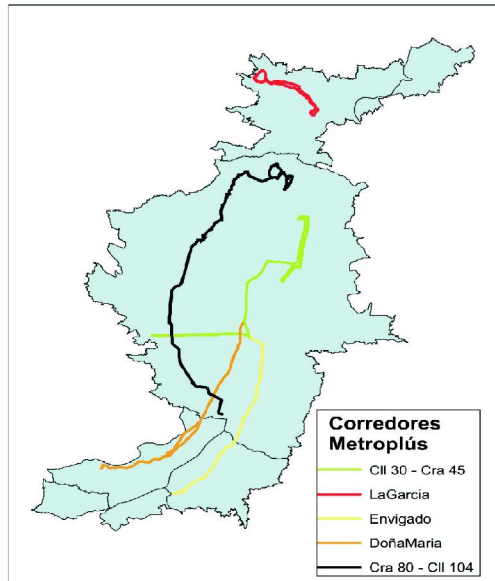 Corredores
Metroplús
Cll 30 - Cra 45
LaGarcia
Envigado
DoñaMaria
Cra 80 - Cll 104